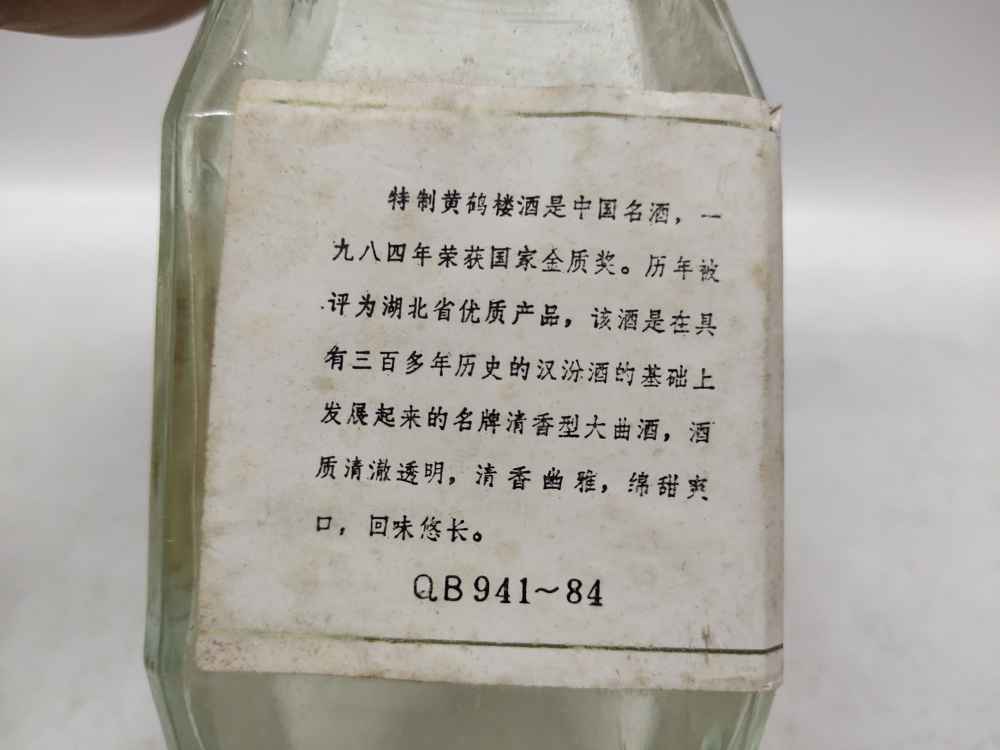 特制黄鹤楼酒是中国名酒，一
九八四年荣获国家金质奖。历年被
评为湖北省优质产品，该酒是在具
有三百多年历史的汉汾酒的基础上
发展起来的名牌清香型大曲酒，酒
质清澈透明，清香幽雅，绵甜爽
口，回味悠长。
QB941~84